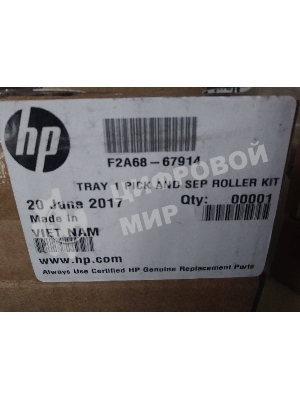 hp
F2A68-67914
TRAY 1 PICK AND SEP ROLLER KIT
20 June 2017 Qty: 00001
Made in
VIET NAM
www.hp.com
Always Use Certified HP Genuine Replacement Parts
ЦИФРОВОЙ
МИР